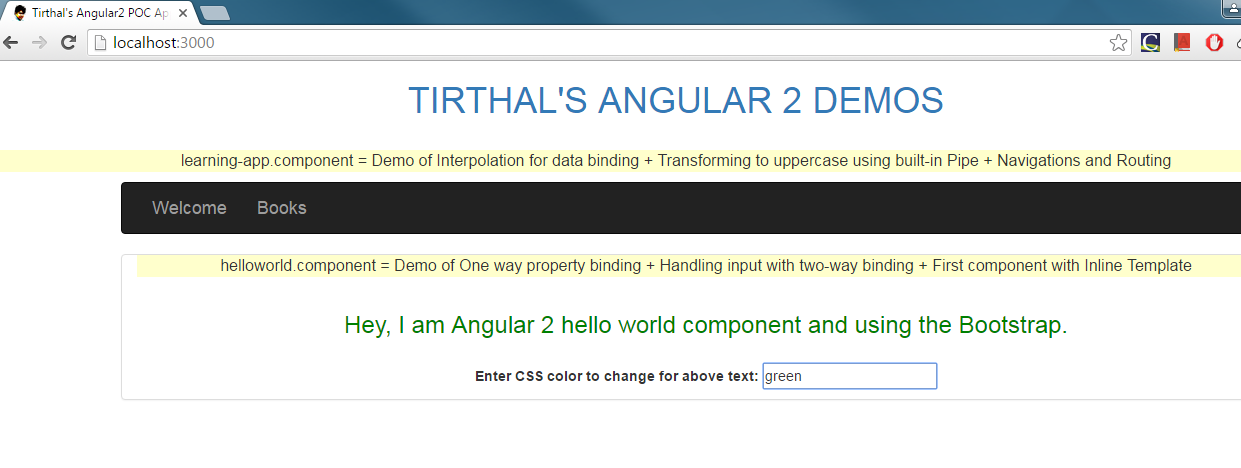 Tirthal's Angular2 POC Ap
localhost:3000
TIRTHAL'S ANGULAR 2 DEMOS
learning-app.component = Demo of Interpolation for data binding + Transforming to uppercase using built-in Pipe + Navigations and Routing
Welcome Books
helloworld.component = Demo of One way property binding + Handling input with two-way binding + First component with Inline Template
Hey, I am Angular 2 hello world component and using the Bootstrap.
Enter CSS color to change for above text: green